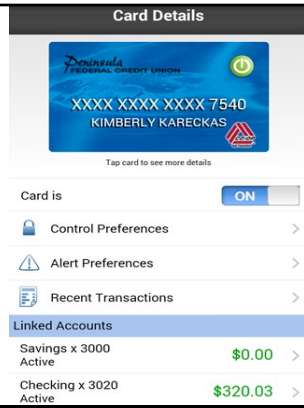 Card Details
Peninsula
FEDERAL CREDIT UNION
XXXX XXXX XXXX 7540
KIMBERLY KARECKAS
Tap card to see more details
Card is
ON
Control Preferences
Alert Preferences
Recent Transactions
Linked Accounts
Savings x 3000
$0.00
Active
Checking x 3020
$320.03
Active